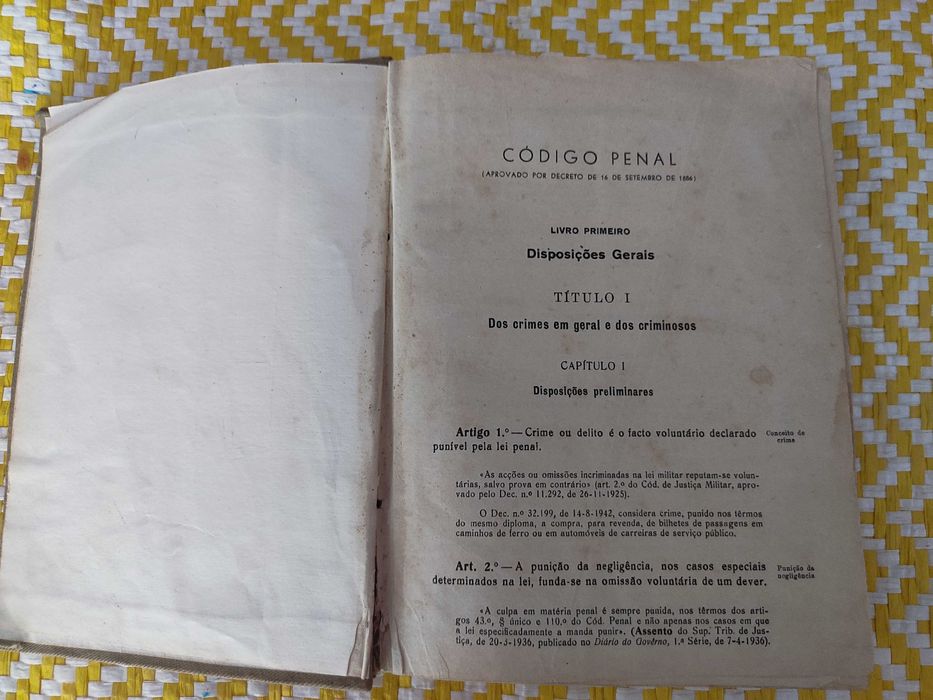 CÓDIGO PENAL
(APROVADO POR DECRETO DE 16 DE SETEMBRO DE 1886)
LIVRO PRIMEIRO
Disposições Gerais
TÍTULO I
Dos crimes em geral e dos criminosos
CAPÍTULO I
Disposições preliminares
Artigo 1.º — Crime ou delito é o facto voluntário declarado
punível pela lei penal.
Conceito de
crime
«As acções ou omissões incriminadas na lei militar reputam-se volun-
tárias, salvo prova em contrário» (art. 2.º do Cód. de Justiça Militar, apro-
vado pelo Dec. n.º 11.292, de 26-11-1925).
O Dec. n.º 32.199, de 14-8-1942, considera crime, punido nos têrmos
do mesmo diploma, a compra, para revenda, de bilhetes de passagens em
caminhos de ferro ou em automóveis de carreiras de serviço público.
Art. 2.º — A punição da negligência, nos casos especiais
determinados na lei, funda-se na omissão voluntária de um dever.
Punição da
negligência
«A culpa em matéria penal é sempre punida, nos têrmos dos arti-
gos 43.º, § único e 110.º do Cód. Penal e não apenas nos casos em que
a lei especificadamente a manda punir». (Assento do Sup. Trib. de Jus-
tiça, de 20-3-1936, publicado no Diário do Govêrno, 1.ª Série, de 7-4-1936).